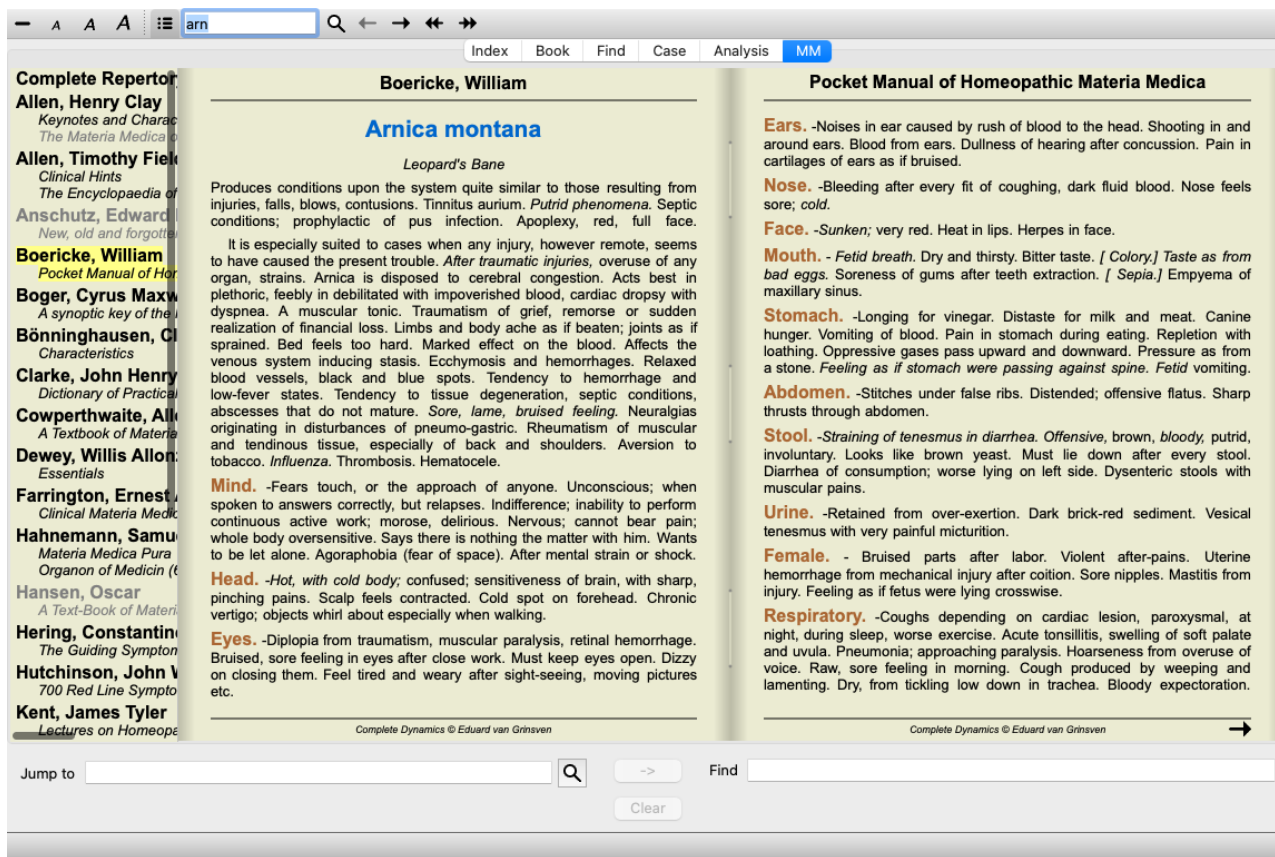 A A A arn
Index Book Find Case Analysis MM
Complete Repertor
Allen, Henry Clay
Keynotes and Charac
The Materia Medica o
Allen, Timothy Fiel
Clinical Hints
The Encyclopaedia of
Anschutz, Edward
New, old and forgotte
Boericke, William
Pocket Manual of Hor
Boger, Cyrus Maxw
A synoptic key of the
Bönninghausen, Cl
Characteristics
Clarke, John Henry
Dictionary of Practica
Cowperthwaite, All
A Textbook of Materia
Dewey, Willis Allon
Essentials
Farrington, Ernest
Clinical Materia Medic
Hahnemann, Samu
Materia Medica Pura
Organon of Medicin (6
Hansen, Oscar
A Text-Book of Materi
Hering, Constantin
The Guiding Sympton
Hutchinson, John W
700 Red Line Sympto
Kent, James Tyler
Lectures on Homeopa
Boericke, William
Arnica montana
Leopard's Bane
Produces conditions upon the system quite similar to those resulting from
injuries, falls, blows, contusions. Tinnitus aurium. Putrid phenomena. Septic
conditions; prophylactic of pus infection. Apoplexy, red, full face.
It is especially suited to cases when any injury, however remote, seems
to have caused the present trouble. After traumatic injuries, overuse of any
organ, strains. Arnica is disposed to cerebral congestion. Acts best in
plethoric, feebly in debilitated with impoverished blood, cardiac dropsy with
dyspnea. A muscular tonic. Traumatism of grief, remorse or sudden
realization of financial loss. Limbs and body ache as if beaten; joints as if
sprained. Bed feels too hard. Marked effect on the blood. Affects the
venous system inducing stasis. Ecchymosis and hemorrhages. Relaxed
blood vessels, black and blue spots. Tendency to hemorrhage and
low-fever states. Tendency to tissue degeneration, septic conditions,
abscesses that do not mature. Sore, lame, bruised feeling. Neuralgias
originating in disturbances of pneumo-gastric. Rheumatism of muscular
and tendinous tissue, especially of back and shoulders. Aversion to
tobacco. Influenza. Thrombosis. Hematocele.
Mind. -Fears touch, or the approach of anyone. Unconscious; when
spoken to answers correctly, but relapses. Indifference; inability to perform
continuous active work; morose, delirious. Nervous; cannot bear pain;
whole body oversensitive. Says there is nothing the matter with him. Wants
to be let alone. Agoraphobia (fear of space). After mental strain or shock.
Head. -Hot, with cold body; confused; sensitiveness of brain, with sharp,
pinching pains. Scalp feels contracted. Cold spot on forehead. Chronic
vertigo; objects whirl about especially when walking.
Eyes. -Diplopia from traumatism, muscular paralysis, retinal hemorrhage.
Bruised, sore feeling in eyes after close work. Must keep eyes open. Dizzy
on closing them. Feel tired and weary after sight-seeing, moving pictures
etc.
Complete Dynamics © Eduard van Grinsven
Pocket Manual of Homeopathic Materia Medica
Ears. -Noises in ear caused by rush of blood to the head. Shooting in and
around ears. Blood from ears. Dullness of hearing after concussion. Pain in
cartilages of ears as if bruised.
Nose. -Bleeding after every fit of coughing, dark fluid blood. Nose feels
sore; cold.
Face. -Sunken; very red. Heat in lips. Herpes in face.
Mouth. - Fetid breath. Dry and thirsty. Bitter taste. [ Colory.] Taste as from
bad eggs. Soreness of gums after teeth extraction. [ Sepia.] Empyema of
maxillary sinus.
Stomach. -Longing for vinegar. Distaste for milk and meat. Canine
hunger. Vomiting of blood. Pain in stomach during eating. Repletion with
loathing. Oppressive gases pass upward and downward. Pressure as from
a stone. Feeling as if stomach were passing against spine. Fetid vomiting.
Abdomen. -Stitches under false ribs. Distended; offensive flatus. Sharp
thrusts through abdomen.
Stool. -Straining of tenesmus in diarrhea. Offensive, brown, bloody, putrid,
involuntary. Looks like brown yeast. Must lie down after every stool.
Diarrhea of consumption; worse lying on left side. Dysenteric stools with
muscular pains.
Urine. -Retained from over-exertion. Dark brick-red sediment. Vesical
tenesmus with very painful micturition.
Female. - Bruised parts after labor. Violent after-pains. Uterine
hemorrhage from mechanical injury after coition. Sore nipples. Mastitis from
injury. Feeling as if fetus were lying crosswise.
Respiratory. -Coughs depending on cardiac lesion, paroxysmal, at
night, during sleep, worse exercise. Acute tonsillitis, swelling of soft palate
and uvula. Pneumonia; approaching paralysis. Hoarseness from overuse of
voice. Raw, sore feeling in morning. Cough produced by weeping and
lamenting. Dry, from tickling low down in trachea. Bloody expectoration.
Complete Dynamics © Eduard van Grinsven
Jump to -> Find
Clear